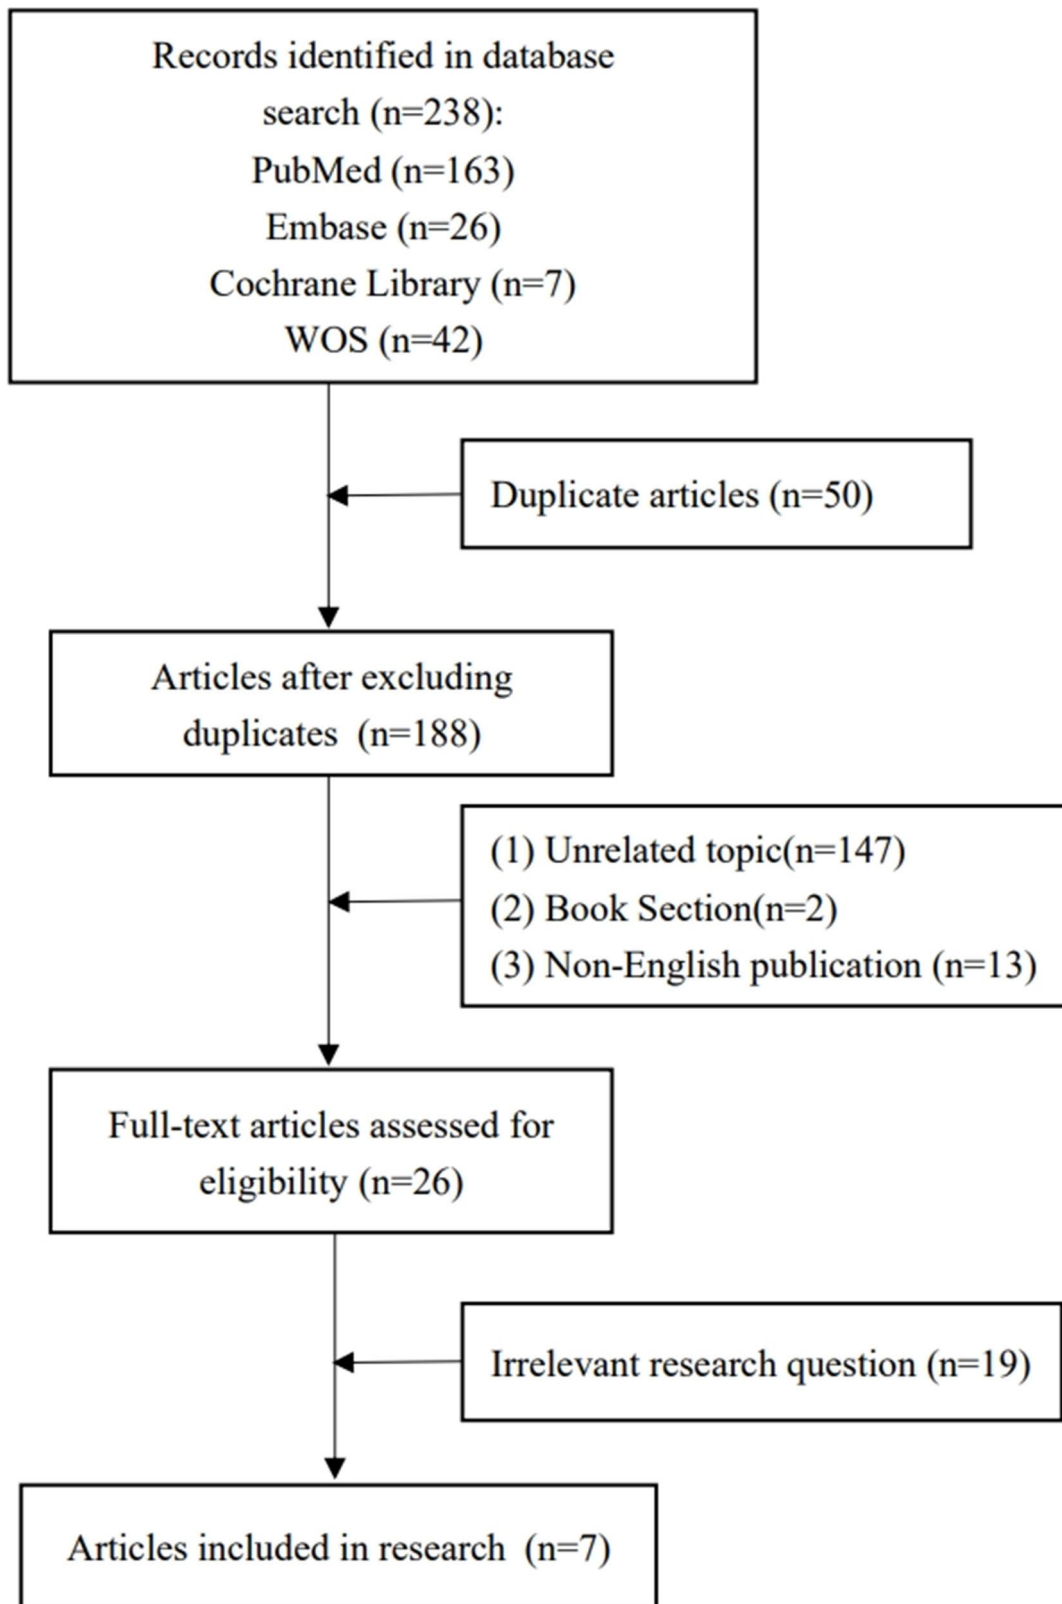 Records identified in database
search (n=238):
PubMed (n=163)
Embase (n=26)
Cochrane Library (n=7)
WOS (n=42)
Duplicate articles (n=50)
Articles after excluding
duplicates  (n=188)
(1) Unrelated topic(n=147)
(2) Book Section(n=2)
(3) Non-English publication (n=13)
Full-text articles assessed for
eligibility (n=26)
Irrelevant research question (n=19)
Articles included in research  (n=7)